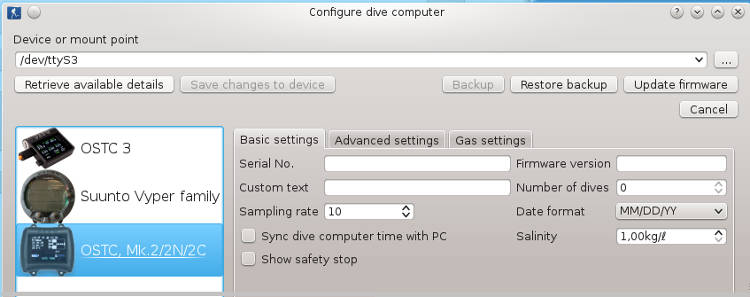 Configure dive computer
Device or mount point
/dev/ttyS3
...
Retrieve available details
Save changes to device
Backup
Restore backup
Update firmware
Cancel
OSTC 3
Suunto Vyper family
OSTC, Mk.2/2N/2C
Basic settings
Advanced settings
Gas settings
Serial No.
Firmware version
Custom text
Number of dives 0
Sampling rate 10
Date format MM/DD/YY
Sync dive computer time with PC
Salinity 1,00kg/ℓ
Show safety stop